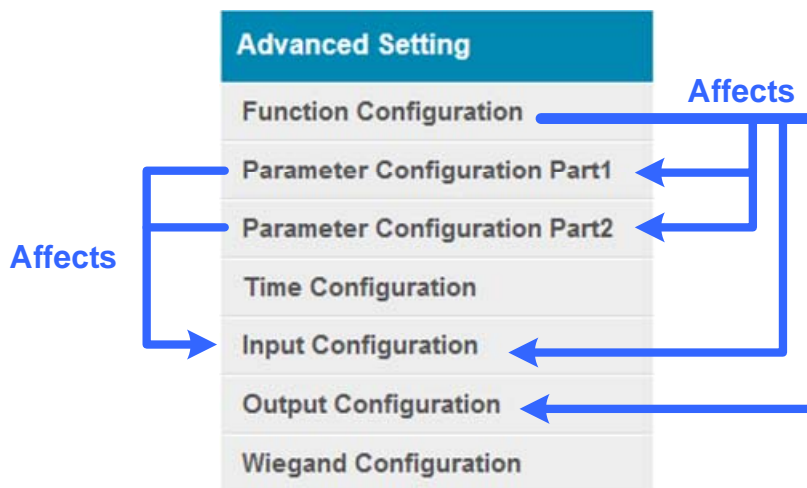 Advanced Setting
Function Configuration
Affects
Parameter Configuration Part1
Parameter Configuration Part2
Affects
Time Configuration
Input Configuration
Output Configuration
Wiegand Configuration